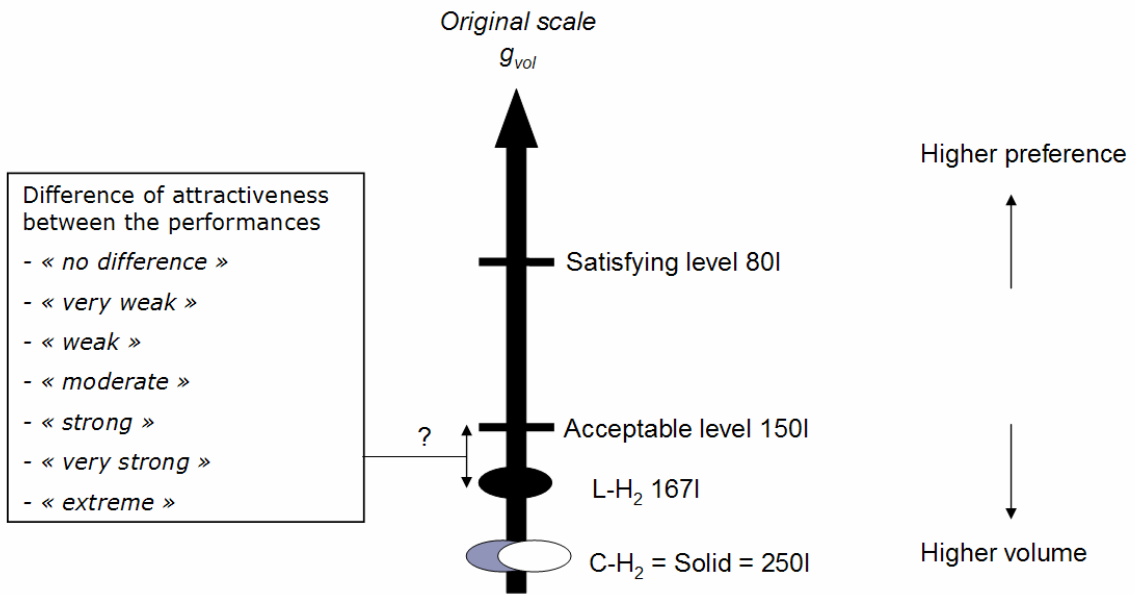 Original scale
g_vol
Higher preference
Difference of attractiveness
between the performances
- « no difference »
- « very weak »
- « weak »
- « moderate »
- « strong »
- « very strong »
- « extreme »
Satisfying level 80l
?
Acceptable level 150l
L-H₂ 167l
C-H₂ = Solid = 250l
Higher volume